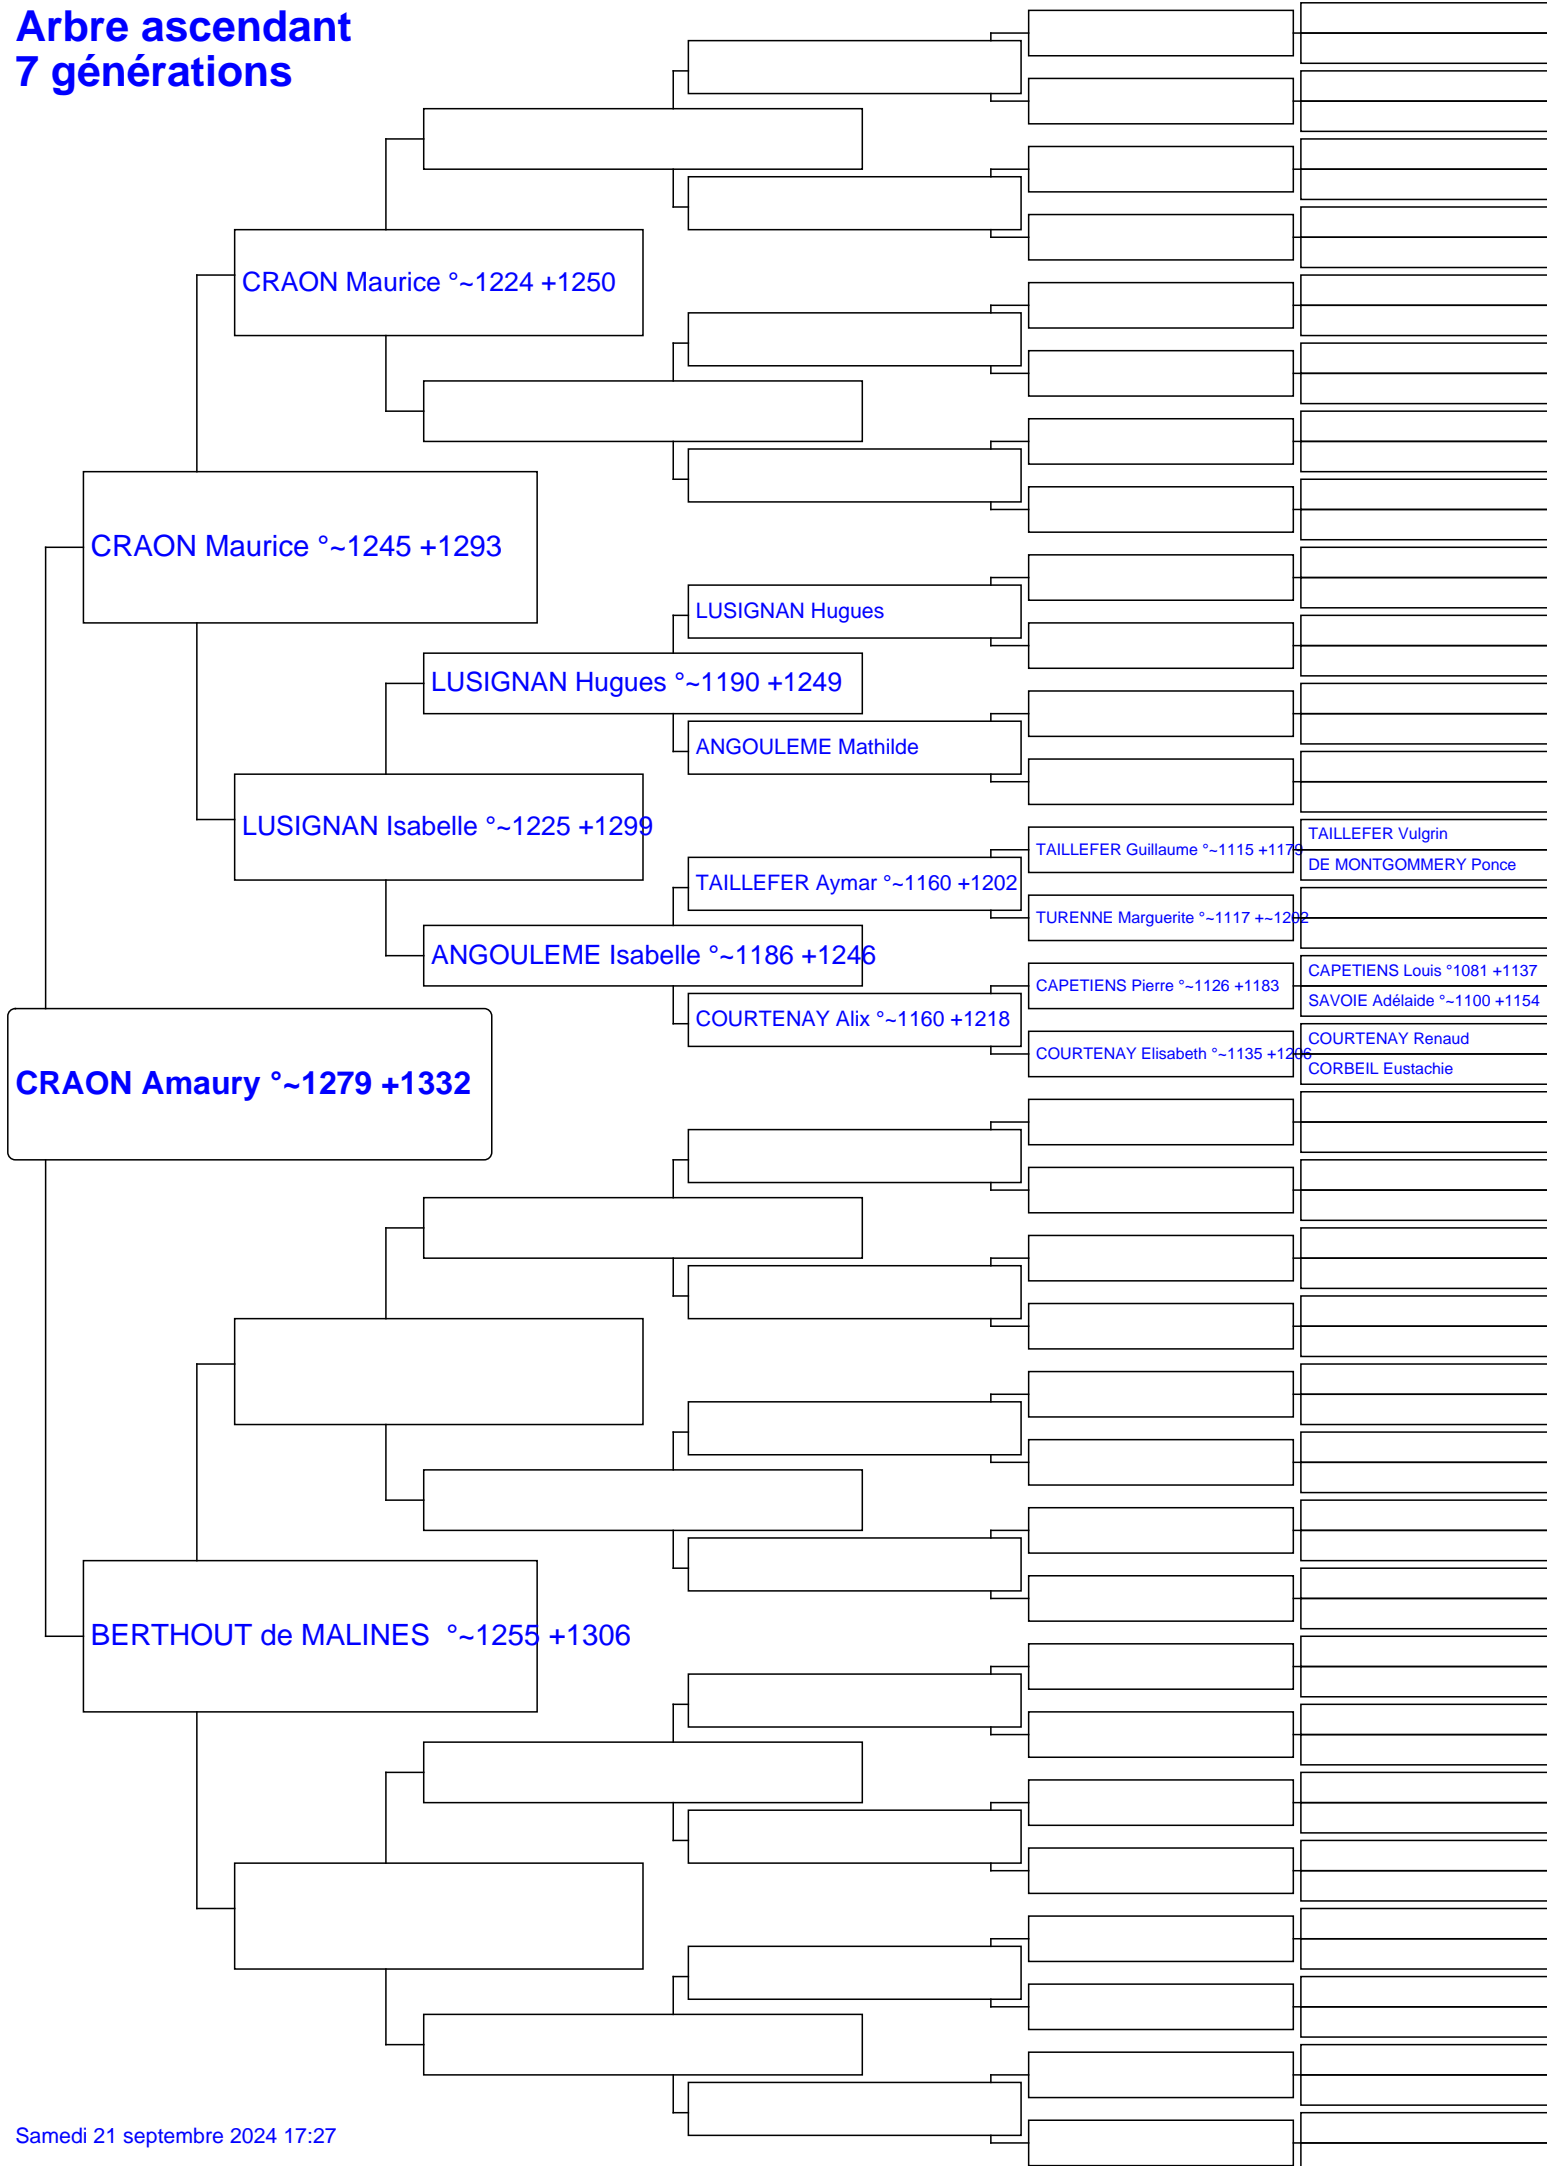 Arbre ascendant
7 générations
CRAON Maurice °~1224 +1250
CRAON Maurice °~1245 +1293
LUSIGNAN Hugues
LUSIGNAN Hugues °~1190 +1249
ANGOULEME Mathilde
LUSIGNAN Isabelle °~1225 +1299
TAILLEFER Vulgrin
TAILLEFER Guillaume °~1115 +1179
DE MONTGOMMERY Ponce
TAILLEFER Aymar °~1160 +1202
TURENNE Marguerite °~1117 +~1202
ANGOULEME Isabelle °~1186 +1246
CAPETIENS Louis °1081 +1137
CAPETIENS Pierre °~1126 +1183
SAVOIE Adélaide °~1100 +1154
COURTENAY Alix °~1160 +1218
COURTENAY Renaud
COURTENAY Elisabeth °~1135 +1206
CORBEIL Eustachie
CRAON Amaury °~1279 +1332
BERTHOUT de MALINES  °~1255 +1306
Samedi 21 septembre 2024 17:27